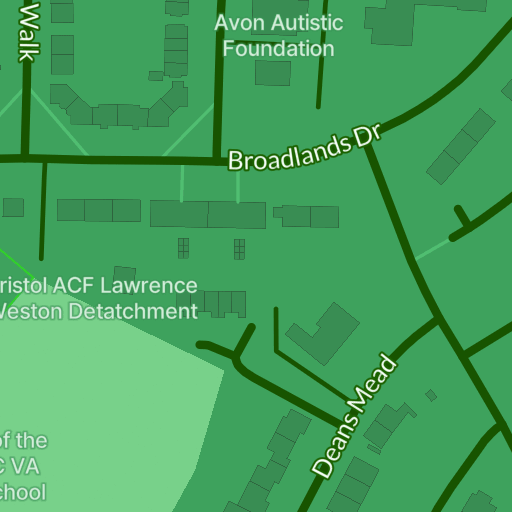 Walk
Avon Autistic
Foundation
Broadlands Dr
ristol ACF Lawrence
Weston Detatchment
Deans Mead
of the
C VA
chool